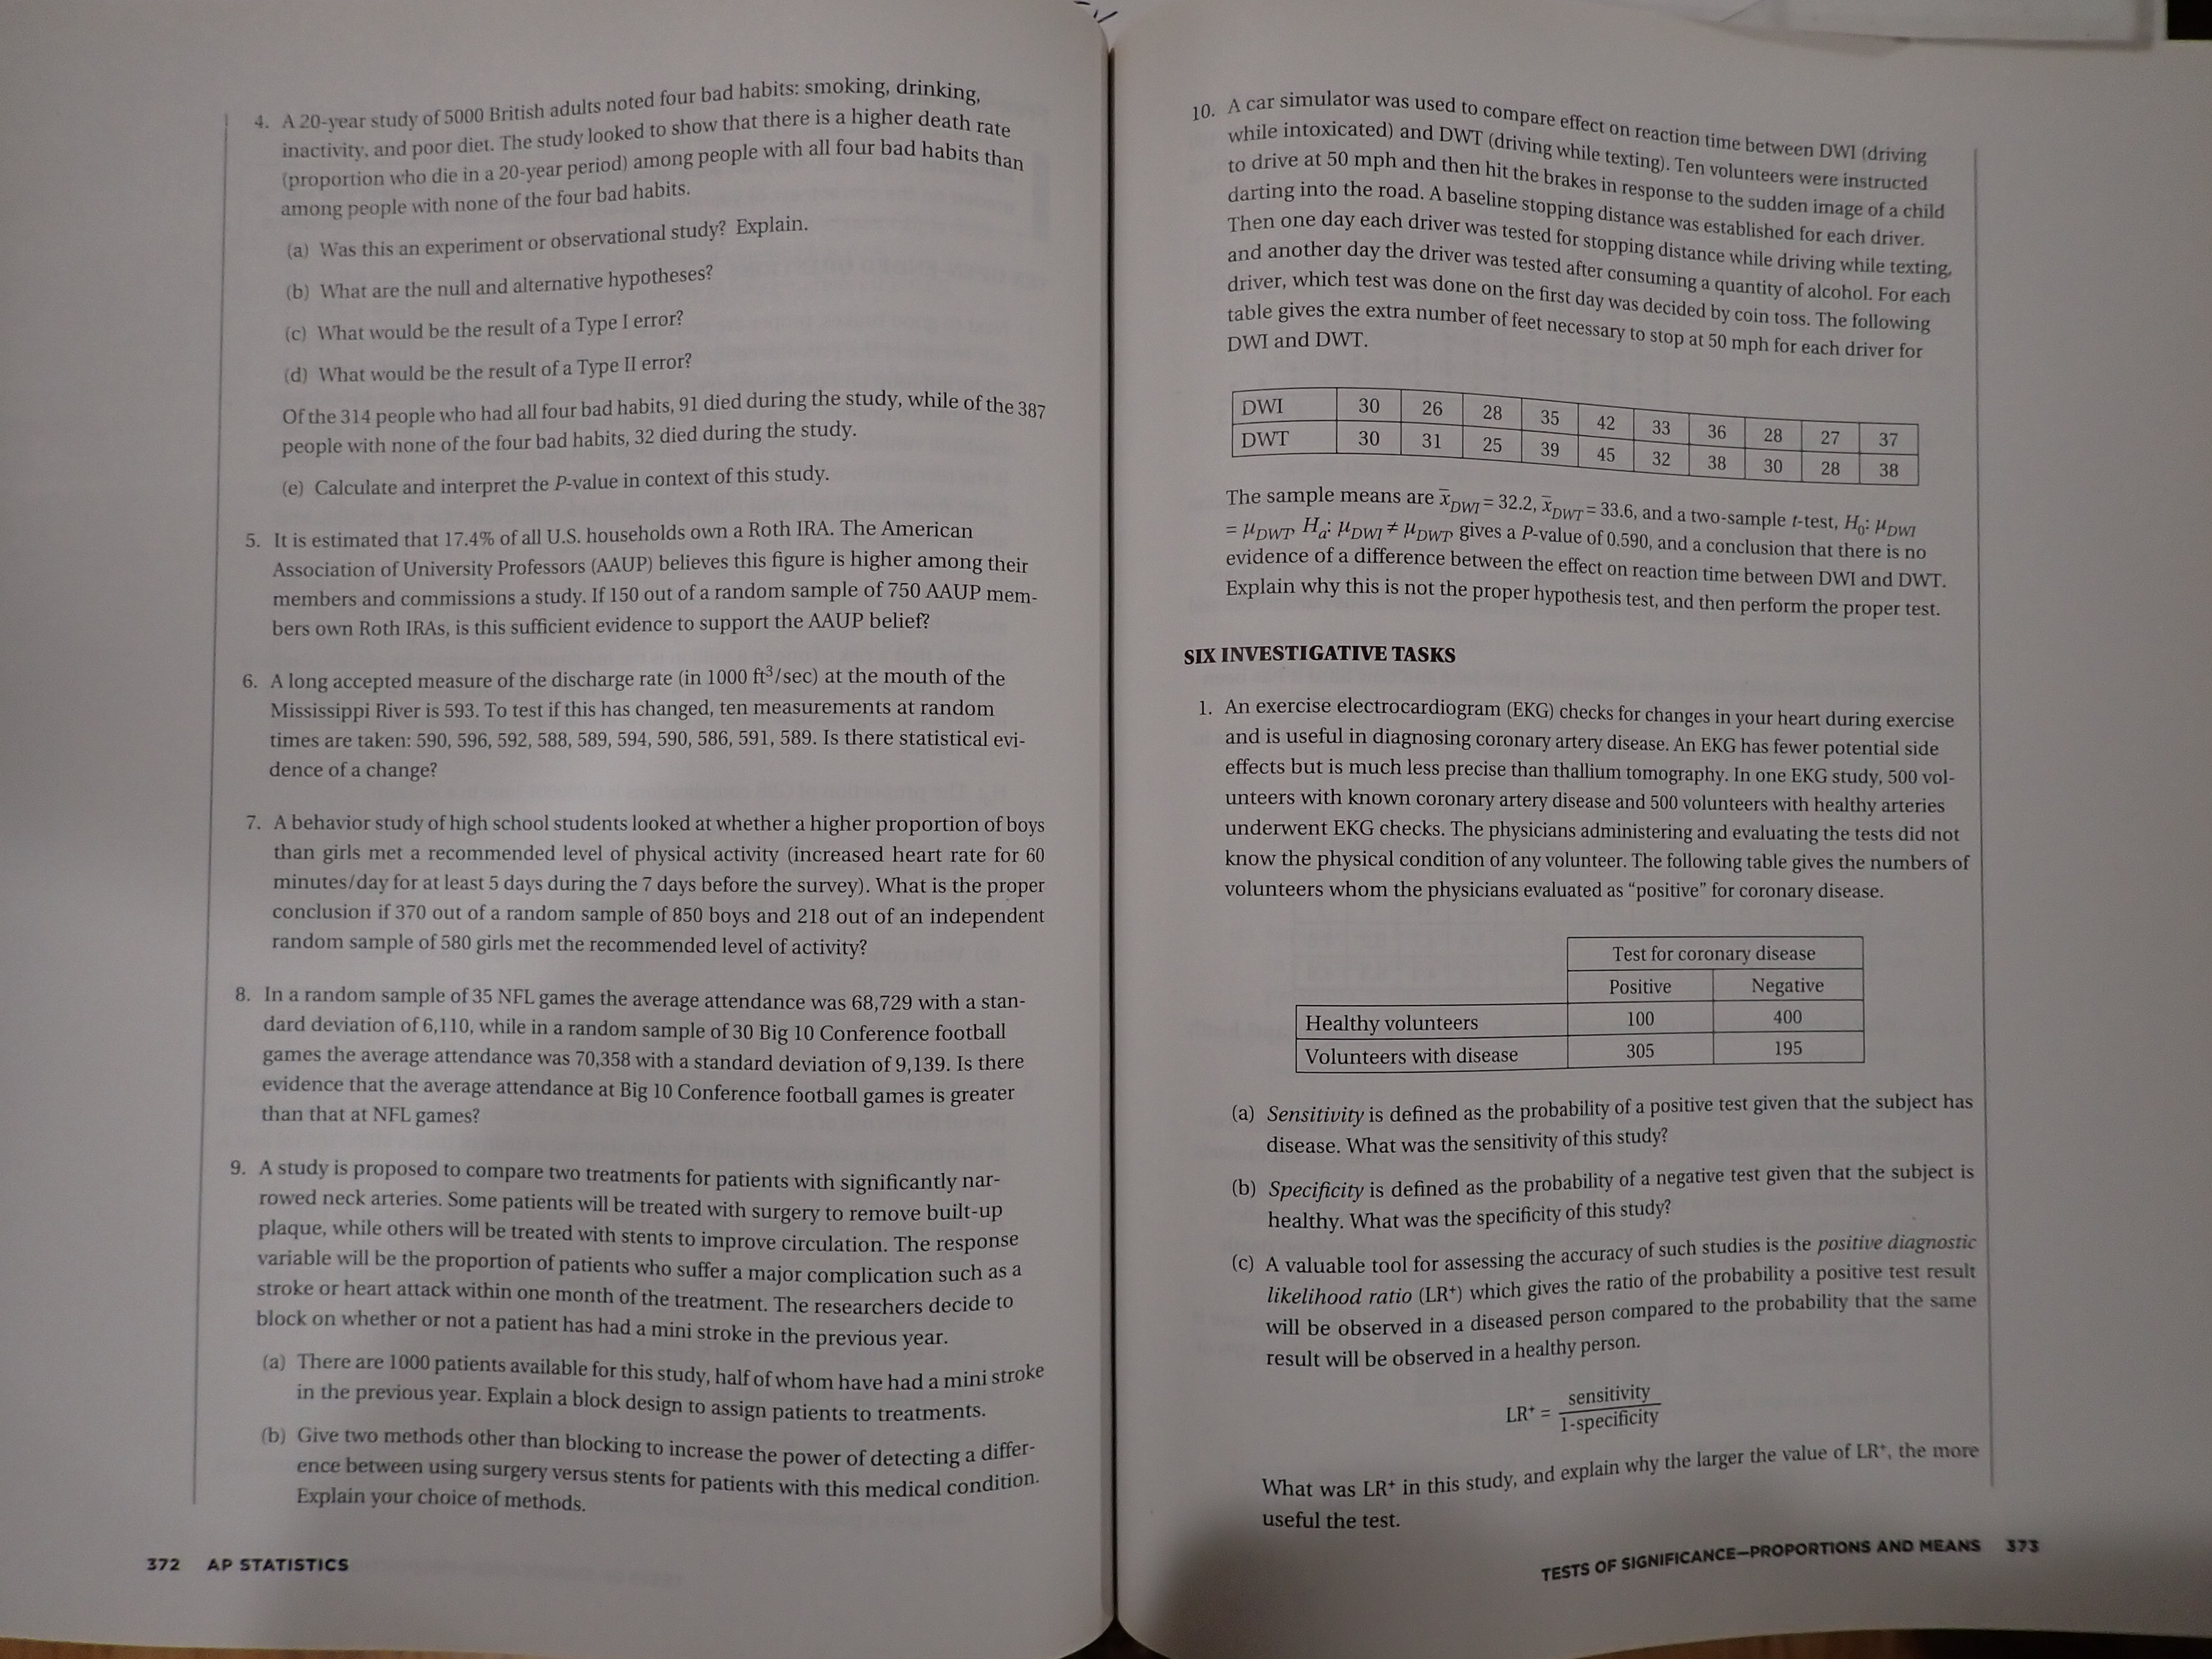 4. A 20-year study of 5000 British adults noted four bad habits: smoking, drinking,
inactivity, and poor diet. The study looked to show that there is a higher death rate
(proportion who die in a 20-year period) among people with all four bad habits than
among people with none of the four bad habits.
(a) Was this an experiment or observational study? Explain.
(b) What are the null and alternative hypotheses?
(c) What would be the result of a Type I error?
(d) What would be the result of a Type II error?
Of the 314 people who had all four bad habits, 91 died during the study, while of the 387
people with none of the four bad habits, 32 died during the study.
(e) Calculate and interpret the P-value in context of this study.
5. It is estimated that 17.4% of all U.S. households own a Roth IRA. The American
Association of University Professors (AAUP) believes this figure is higher among their
members and commissions a study. If 150 out of a random sample of 750 AAUP mem-
bers own Roth IRAs, is this sufficient evidence to support the AAUP belief?
6. A long accepted measure of the discharge rate (in 1000 ft³/sec) at the mouth of the
Mississippi River is 593. To test if this has changed, ten measurements at random
times are taken: 590, 596, 592, 588, 589, 594, 590, 586, 591, 589. Is there statistical evi-
dence of a change?
7. A behavior study of high school students looked at whether a higher proportion of boys
than girls met a recommended level of physical activity (increased heart rate for 60
minutes/day for at least 5 days during the 7 days before the survey). What is the proper
conclusion if 370 out of a random sample of 850 boys and 218 out of an independent
random sample of 580 girls met the recommended level of activity?
8. In a random sample of 35 NFL games the average attendance was 68,729 with a stan-
dard deviation of 6,110, while in a random sample of 30 Big 10 Conference football
games the average attendance was 70,358 with a standard deviation of 9,139. Is there
evidence that the average attendance at Big 10 Conference football games is greater
than that at NFL games?
9. A study is proposed to compare two treatments for patients with significantly nar-
rowed neck arteries. Some patients will be treated with surgery to remove built-up
plaque, while others will be treated with stents to improve circulation. The response
variable will be the proportion of patients who suffer a major complication such as a
stroke or heart attack within one month of the treatment. The researchers decide to
block on whether or not a patient has had a mini stroke in the previous year.
(a) There are 1000 patients available for this study, half of whom have had a mini stroke
in the previous year. Explain a block design to assign patients to treatments.
(b) Give two methods other than blocking to increase the power of detecting a differ-
ence between using surgery versus stents for patients with this medical condition.
Explain your choice of methods.
372 AP STATISTICS
10. A car simulator was used to compare effect on reaction time between DWI (driving
while intoxicated) and DWT (driving while texting). Ten volunteers were instructed
to drive at 50 mph and then hit the brakes in response to the sudden image of a child
darting into the road. A baseline stopping distance was established for each driver.
Then one day each driver was tested for stopping distance while driving while texting,
and another day the driver was tested after consuming a quantity of alcohol. For each
driver, which test was done on the first day was decided by coin toss. The following
table gives the extra number of feet necessary to stop at 50 mph for each driver for
DWI and DWT.
DWI 30 26 28 35 42 33 36 28 27 37
DWT 30 31 25 39 45 32 38 30 28 38
The sample means are x̄DWI = 32.2, x̄DWT = 33.6, and a two-sample t-test, H₀: μDWI
= μDWT, Hₐ: μDWI ≠ μDWT, gives a P-value of 0.590, and a conclusion that there is no
evidence of a difference between the effect on reaction time between DWI and DWT.
Explain why this is not the proper hypothesis test, and then perform the proper test.
SIX INVESTIGATIVE TASKS
1. An exercise electrocardiogram (EKG) checks for changes in your heart during exercise
and is useful in diagnosing coronary artery disease. An EKG has fewer potential side
effects but is much less precise than thallium tomography. In one EKG study, 500 vol-
unteers with known coronary artery disease and 500 volunteers with healthy arteries
underwent EKG checks. The physicians administering and evaluating the tests did not
know the physical condition of any volunteer. The following table gives the numbers of
volunteers whom the physicians evaluated as “positive” for coronary disease.
Test for coronary disease
Positive Negative
Healthy volunteers 100 400
Volunteers with disease 305 195
(a) Sensitivity is defined as the probability of a positive test given that the subject has
disease. What was the sensitivity of this study?
(b) Specificity is defined as the probability of a negative test given that the subject is
healthy. What was the specificity of this study?
(c) A valuable tool for assessing the accuracy of such studies is the positive diagnostic
likelihood ratio (LR⁺) which gives the ratio of the probability a positive test result
will be observed in a diseased person compared to the probability that the same
result will be observed in a healthy person.
LR⁺ = sensitivity / 1-specificity
What was LR⁺ in this study, and explain why the larger the value of LR⁺, the more
useful the test.
TESTS OF SIGNIFICANCE—PROPORTIONS AND MEANS 373